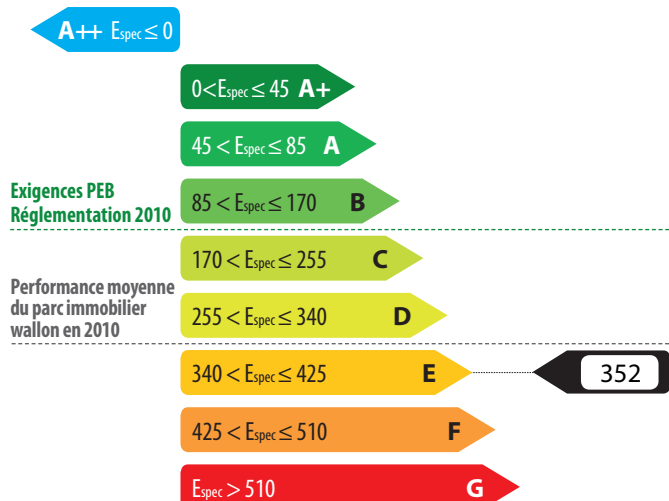 A++ Espec ≤ 0
0 < Espec ≤ 45 A+
45 < Espec ≤ 85 A
Exigences PEB
Réglementation 2010
85 < Espec ≤ 170 B
170 < Espec ≤ 255 C
Performance moyenne
du parc immobilier
wallon en 2010
255 < Espec ≤ 340 D
340 < Espec ≤ 425 E
352
425 < Espec ≤ 510 F
Espec > 510 G